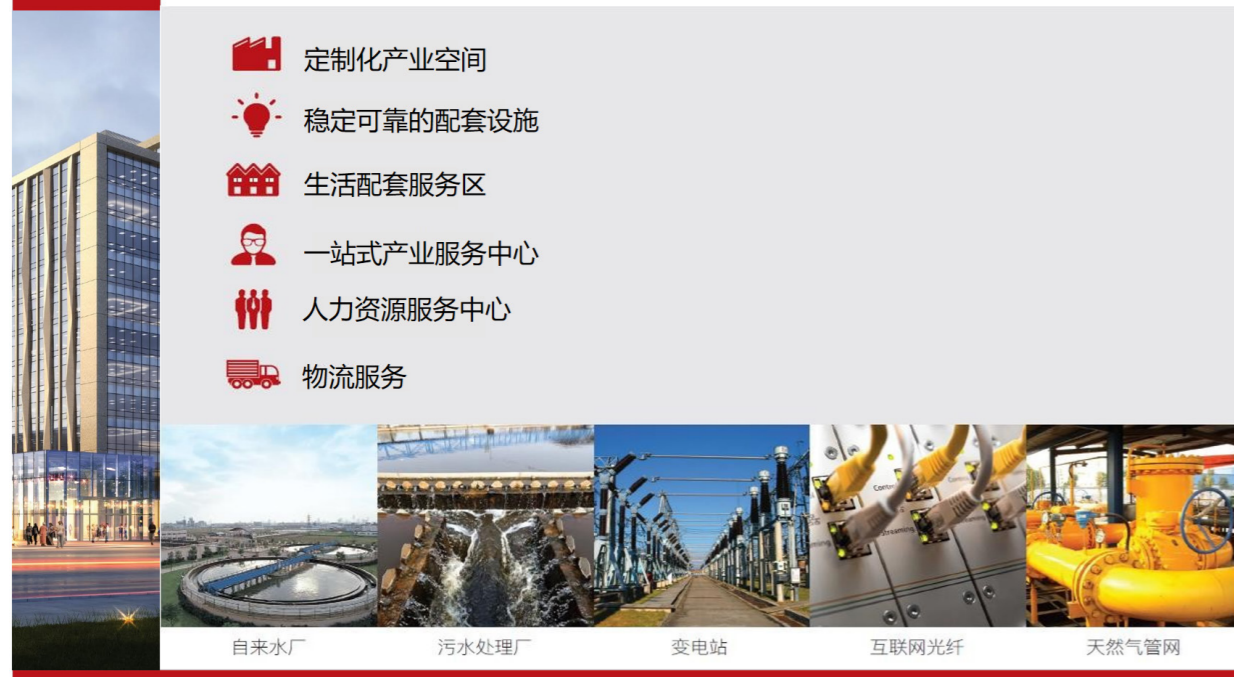 定制化产业空间
稳定可靠的配套设施
生活配套服务区
一站式产业服务中心
人力资源服务中心
物流服务
自来水厂
污水处理厂
变电站
互联网光纤
天然气管网